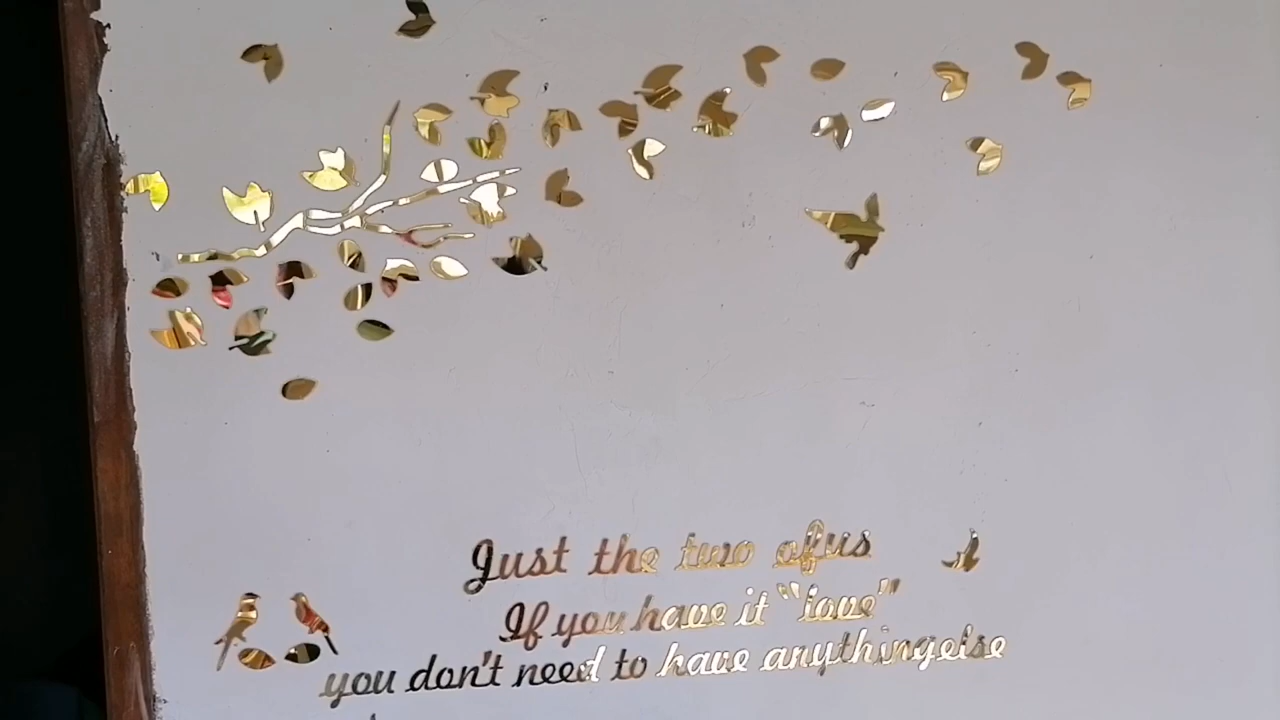 Just the two ofus
If you have it "love"
you don't need to have anythingelse